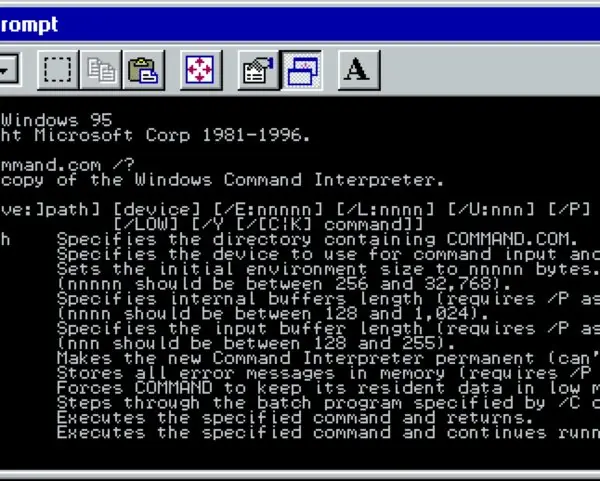 rompt
A
Windows 95
ht Microsoft Corp 1981-1996.
mmand.com /?
copy of the Windows Command Interpreter.
ve:]path] [device] [/E:nnnnn] [/L:nnnn] [/U:nnn] [/P]
[/LOW] [/Y [/[C|K] command]]
h Specifies the directory containing COMMAND.COM.
Specifies the device to use for command input and
Sets the initial environment size to nnnnn bytes.
(nnnnn should be between 256 and 32,768).
Specifies internal buffers length (requires /P as
(nnnn should be between 128 and 1,024).
Specifies the input buffer length (requires /P as
(nnn should be between 128 and 255).
Makes the new Command Interpreter permanent (can'
Stores all error messages in memory (requires /P
Forces COMMAND to keep its resident data in low m
Steps through the batch program specified by /C o
Executes the specified command and returns.
Executes the specified command and continues runn